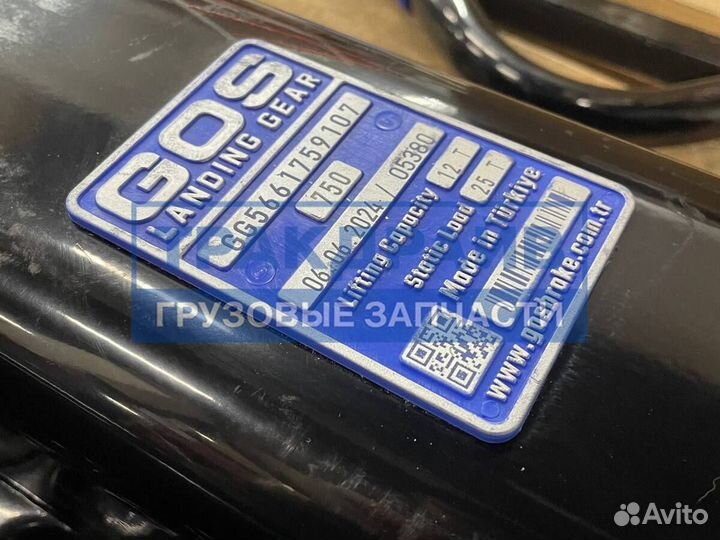 GOS
LANDING GEAR
GG5661759107
750
06.06.2024 / 05380
Lifting Capacity 12 T
Static Load 25 T
Made in Türkiye
www.gosbrake.com.tr
ГРУЗОВЫЕ ЗАПЧАСТИ
Avito